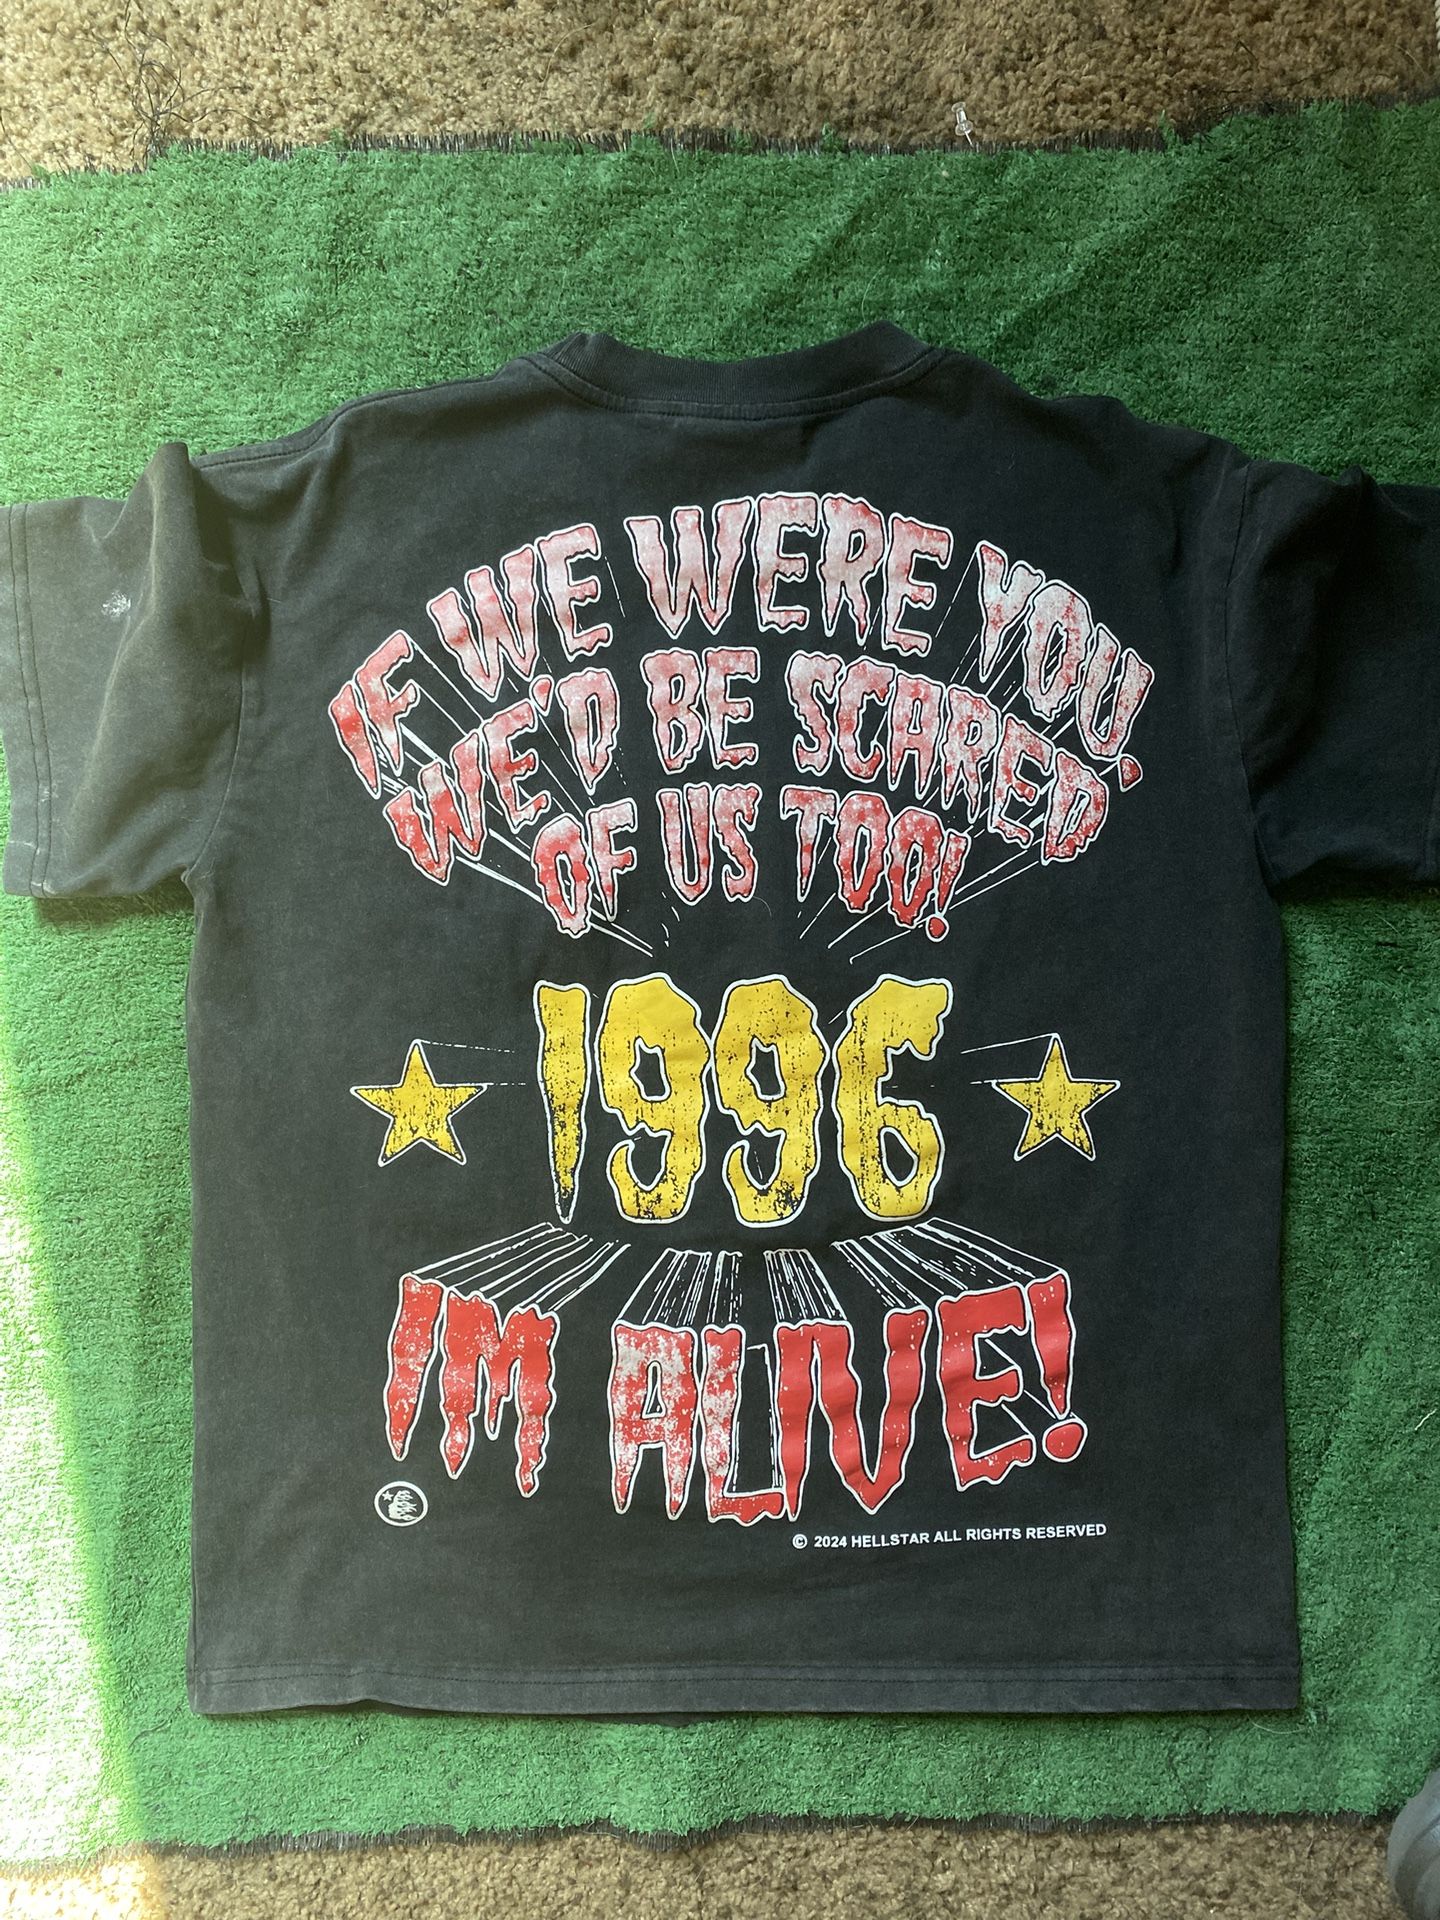 IF WE WERE YOU.
WE'D BE SCARED
OF US TOO!
1996
I'M ALIVE!
© 2024 HELLSTAR ALL RIGHTS RESERVED